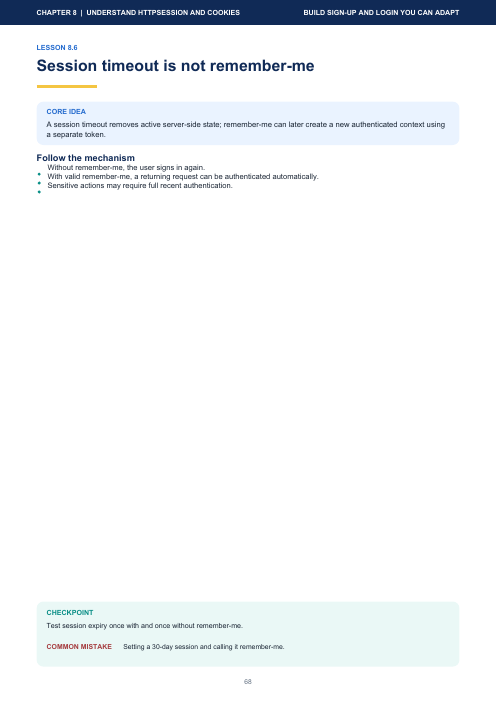 CHAPTER 8 | UNDERSTAND HTTPSESSION AND COOKIES BUILD SIGN-UP AND LOGIN YOU CAN ADAPT
LESSON 8.6
Session timeout is not remember-me
CORE IDEA
A session timeout removes active server-side state; remember-me can later create a new authenticated context using
a separate token.
Follow the mechanism
Without remember-me, the user signs in again.
With valid remember-me, a returning request can be authenticated automatically.
Sensitive actions may require full recent authentication.
CHECKPOINT
Test session expiry once with and once without remember-me.
COMMON MISTAKE Setting a 30-day session and calling it remember-me.
68